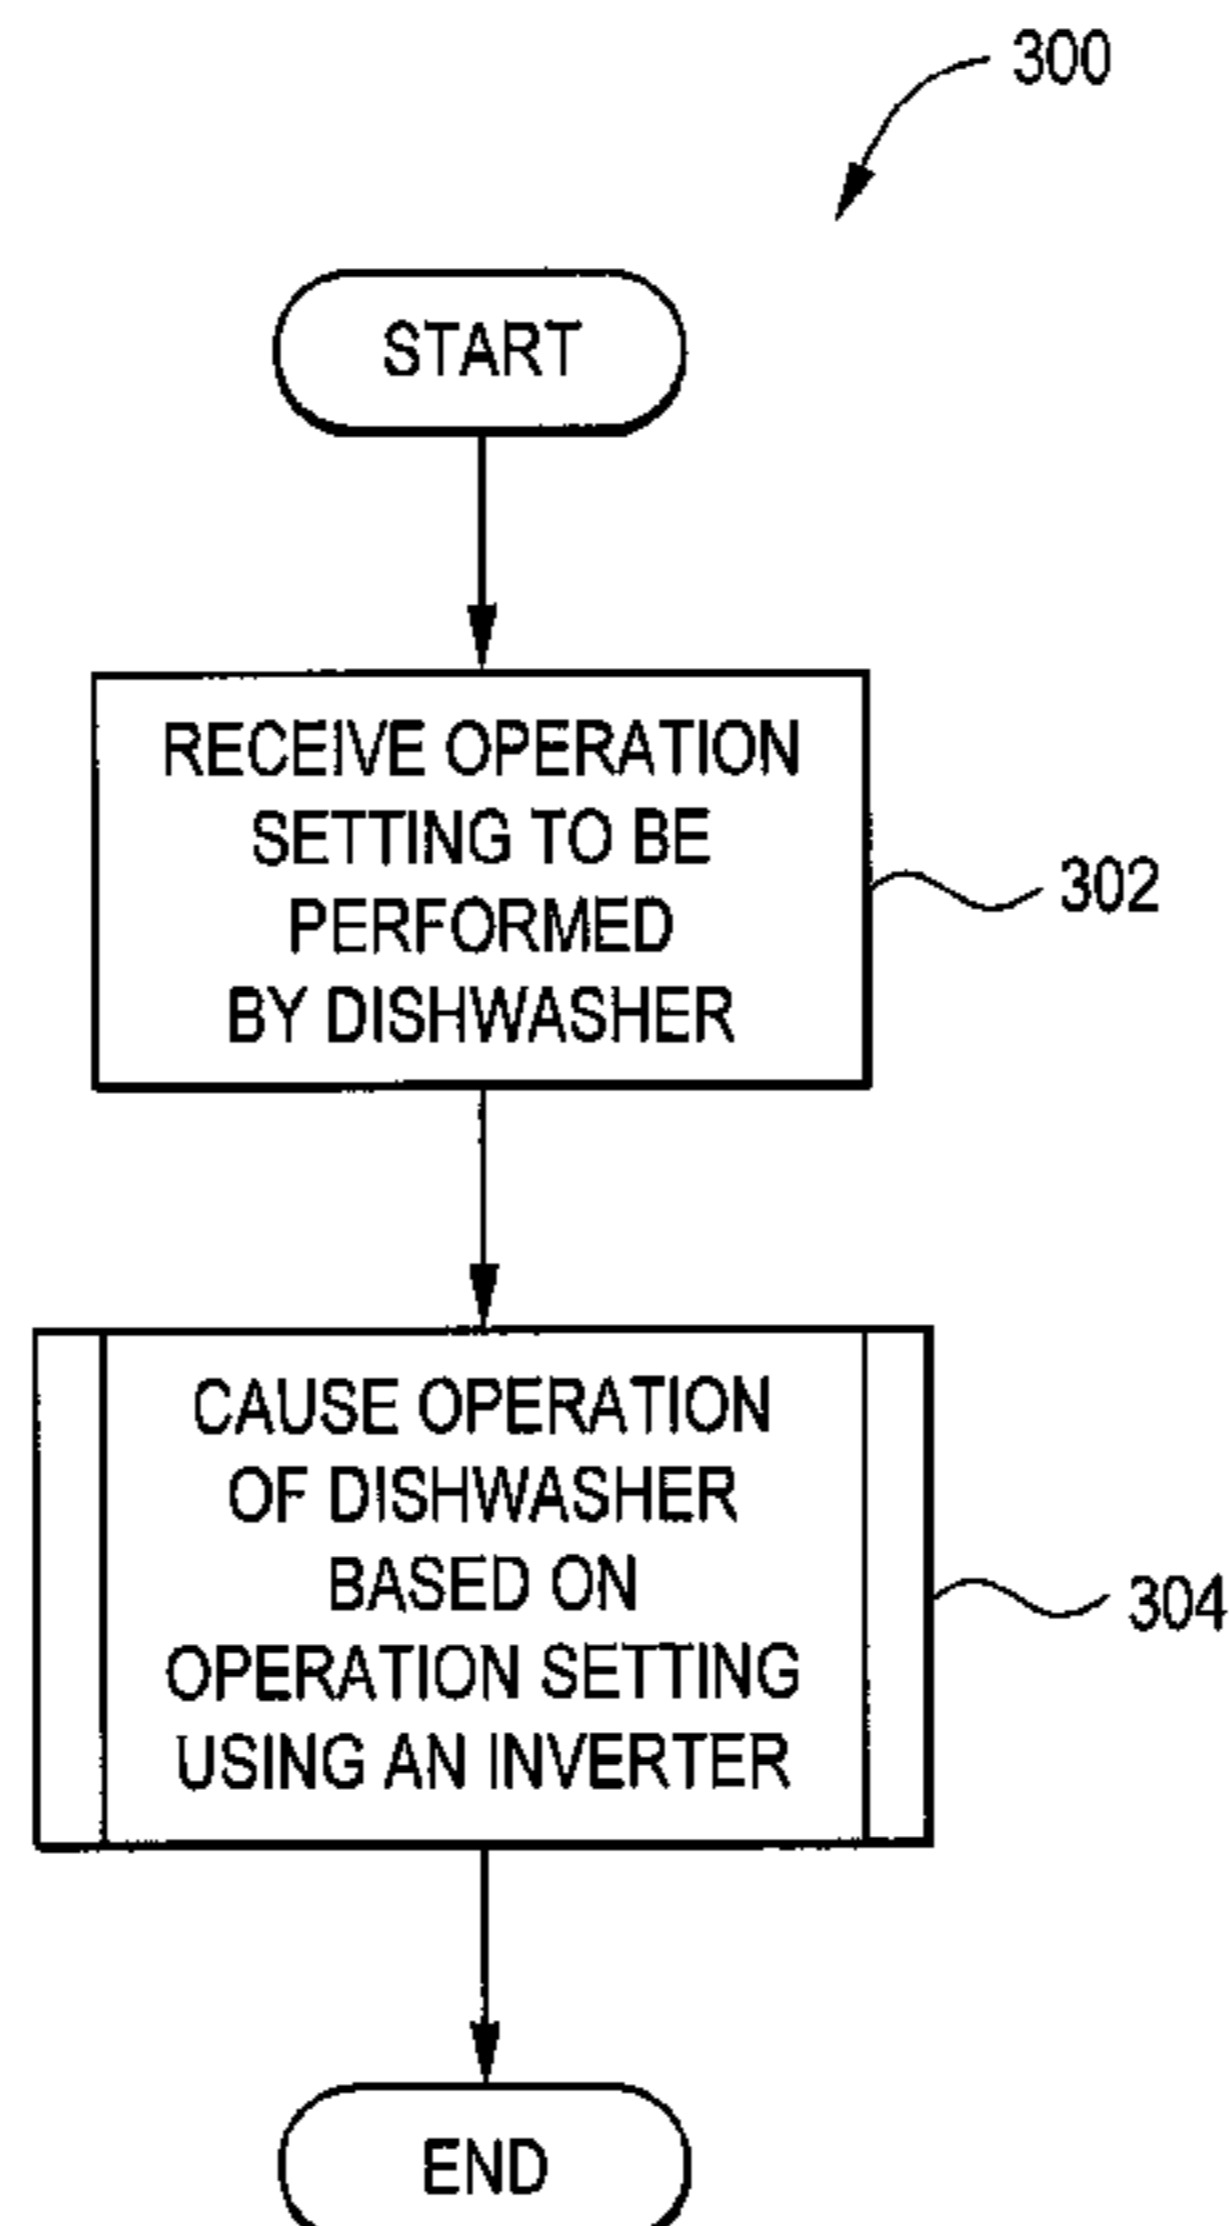 300
START
RECEIVE OPERATION
SETTING TO BE
PERFORMED
BY DISHWASHER
302
CAUSE OPERATION
OF DISHWASHER
BASED ON
OPERATION SETTING
USING AN INVERTER
304
END